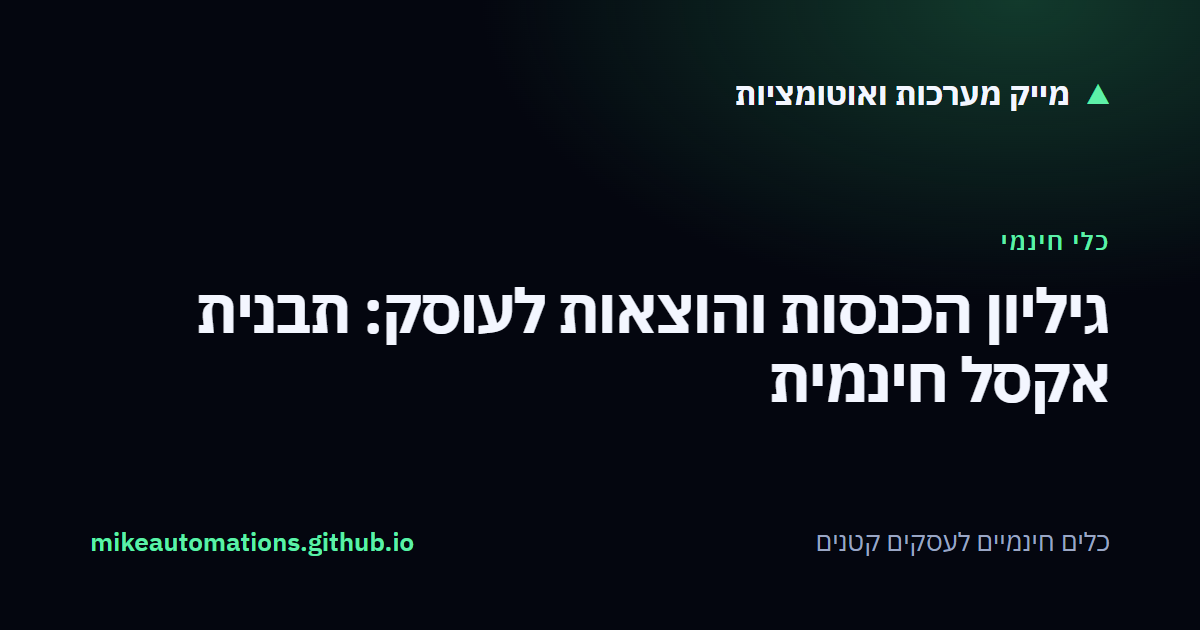 מייק מערכות ואוטומציות
כלי חינמי
גיליון הכנסות והוצאות לעוסק: תבנית
אקסל חינמית
כלים חינמיים לעסקים קטנים
mikeautomations.github.io